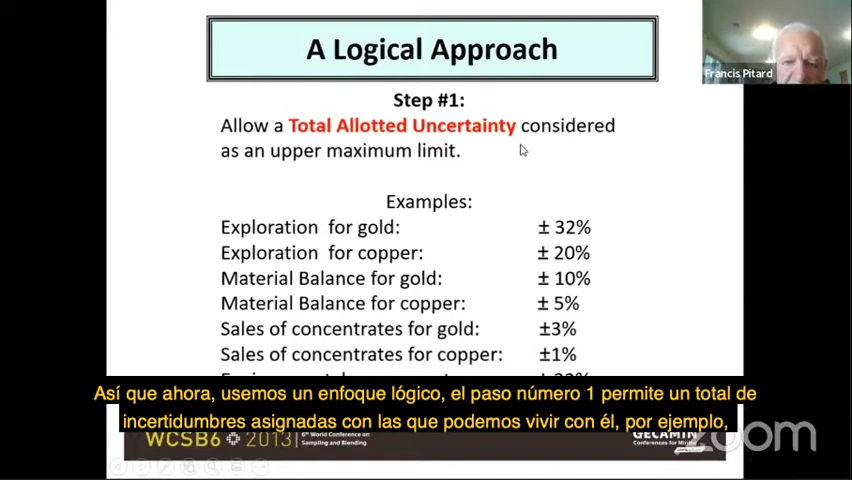 A Logical Approach
Francis Pitard
Step #1:
Allow a Total Allotted Uncertainty considered
as an upper maximum limit.
Examples:
Exploration for gold: ± 32%
Exploration for copper: ± 20%
Material Balance for gold: ± 10%
Material Balance for copper: ± 5%
Sales of concentrates for gold: ±3%
Sales of concentrates for copper: ±1%
Así que ahora, usemos un enfoque lógico, el paso número 1 permite un total de
incertidumbres asignadas con las que podemos vivir con él, por ejemplo,
WCSB6 2013
6th World Conference on
Sampling and Blending
GECAMIN
Conferences for Mining
zoom